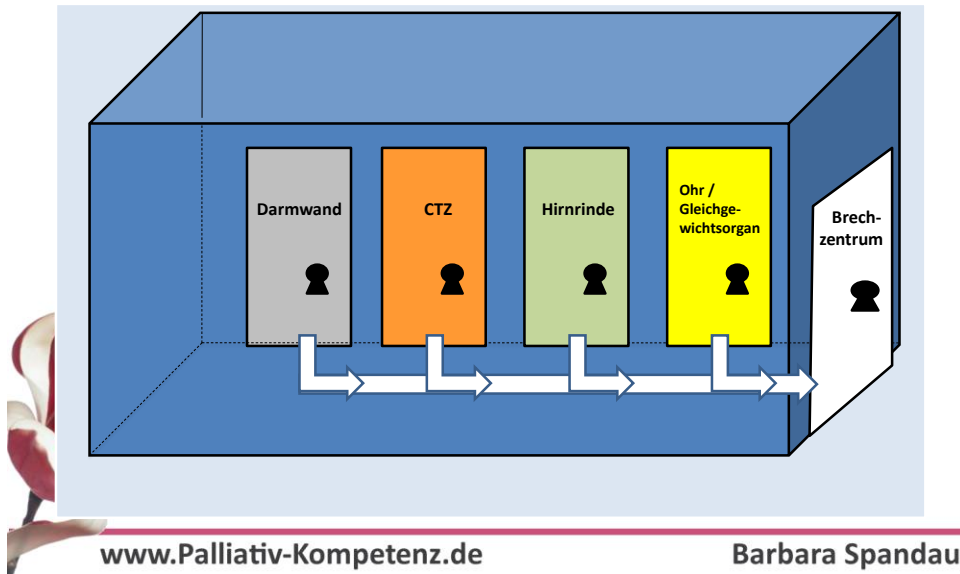 Darmwand
CTZ
Hirnrinde
Ohr /
Gleichge-
wichtsorgan
Brech-
zentrum
www.Palliativ-Kompetenz.de
Barbara Spandau